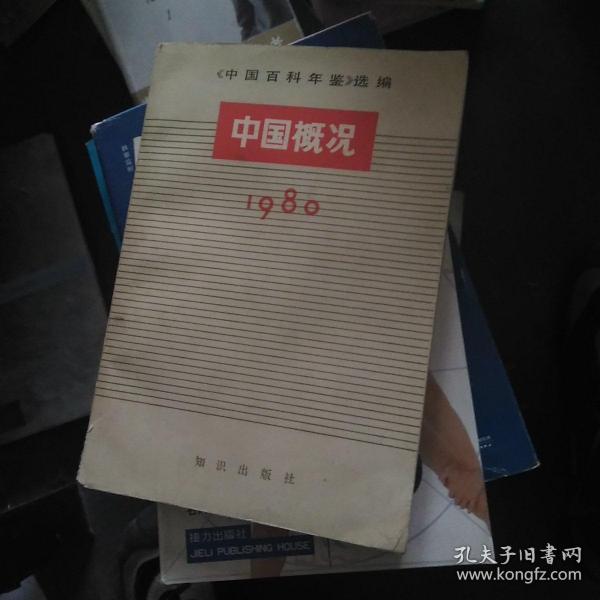 《中国百科年鉴》选编
中国概况
1980
知识出版社
接力出版社
JIELI PUBLISHING HOUSE
孔夫子旧书网
www.kongfz.com